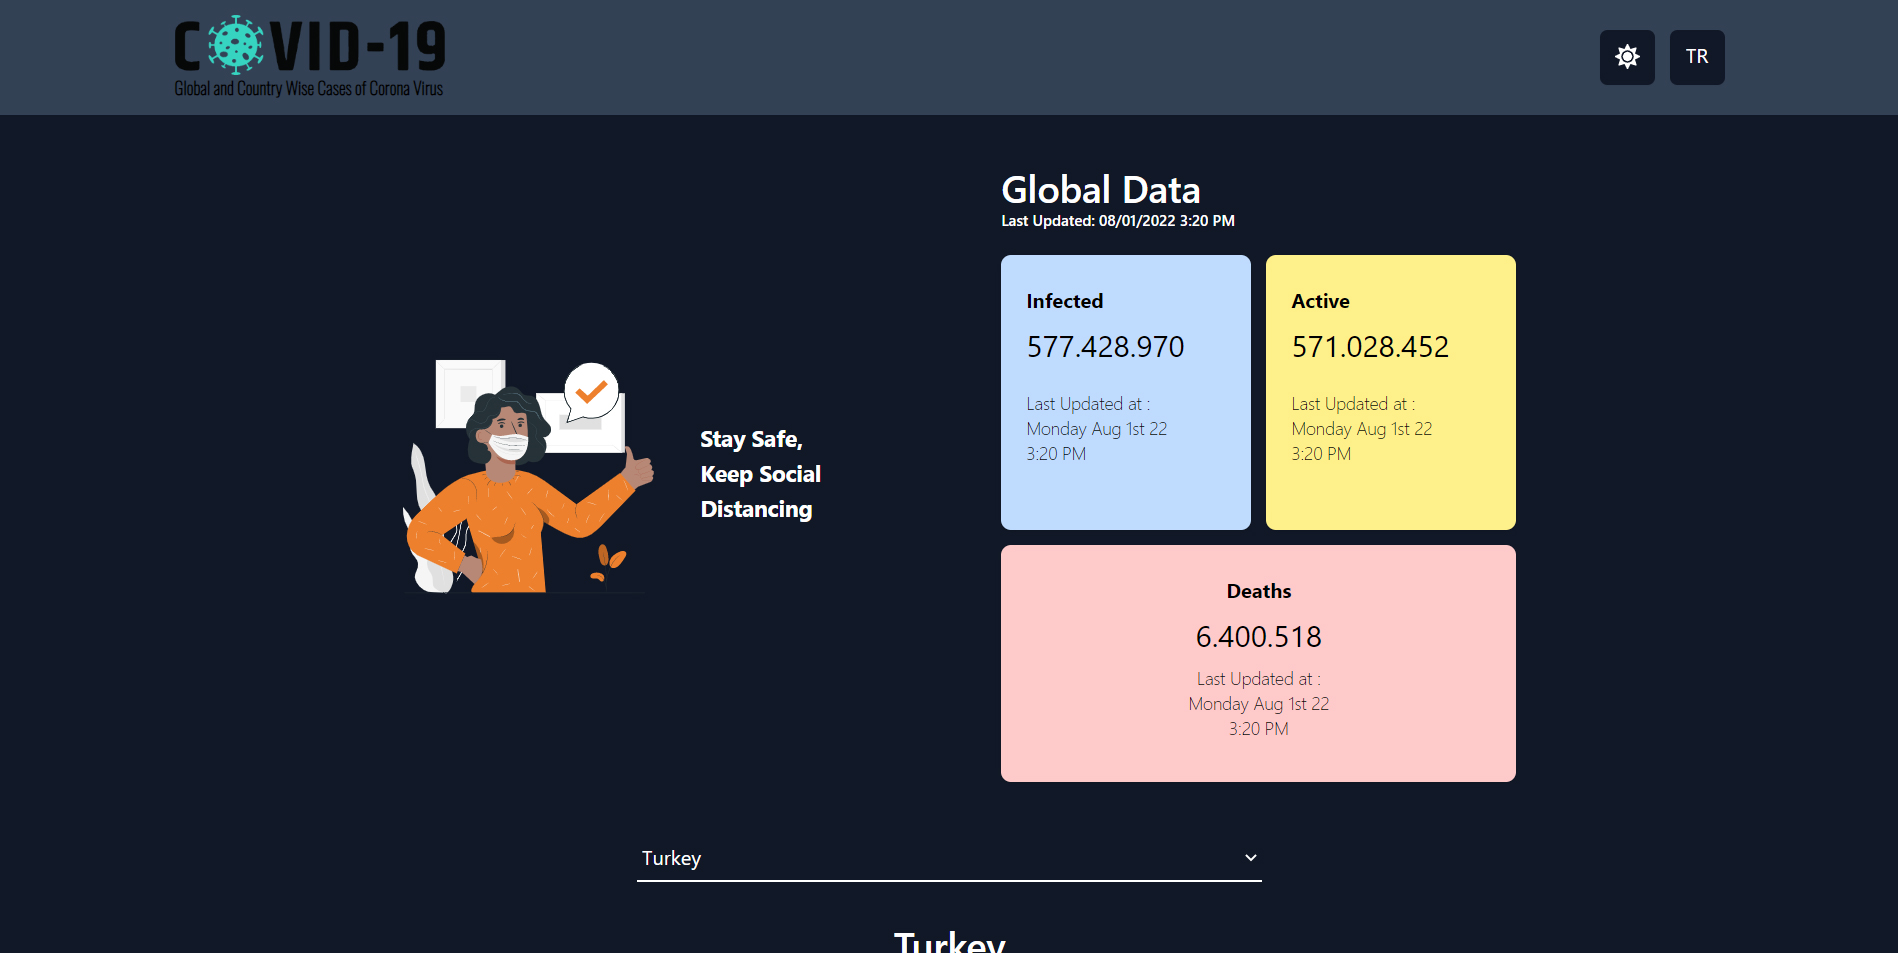 COVID-19
Global and Country Wise Cases of Corona Virus
TR
Global Data
Last Updated: 08/01/2022 3:20 PM
Infected
577.428.970
Last Updated at :
Monday Aug 1st 22
3:20 PM
Active
571.028.452
Last Updated at :
Monday Aug 1st 22
3:20 PM
Stay Safe,
Keep Social
Distancing
Deaths
6.400.518
Last Updated at :
Monday Aug 1st 22
3:20 PM
Turkey
Turkey